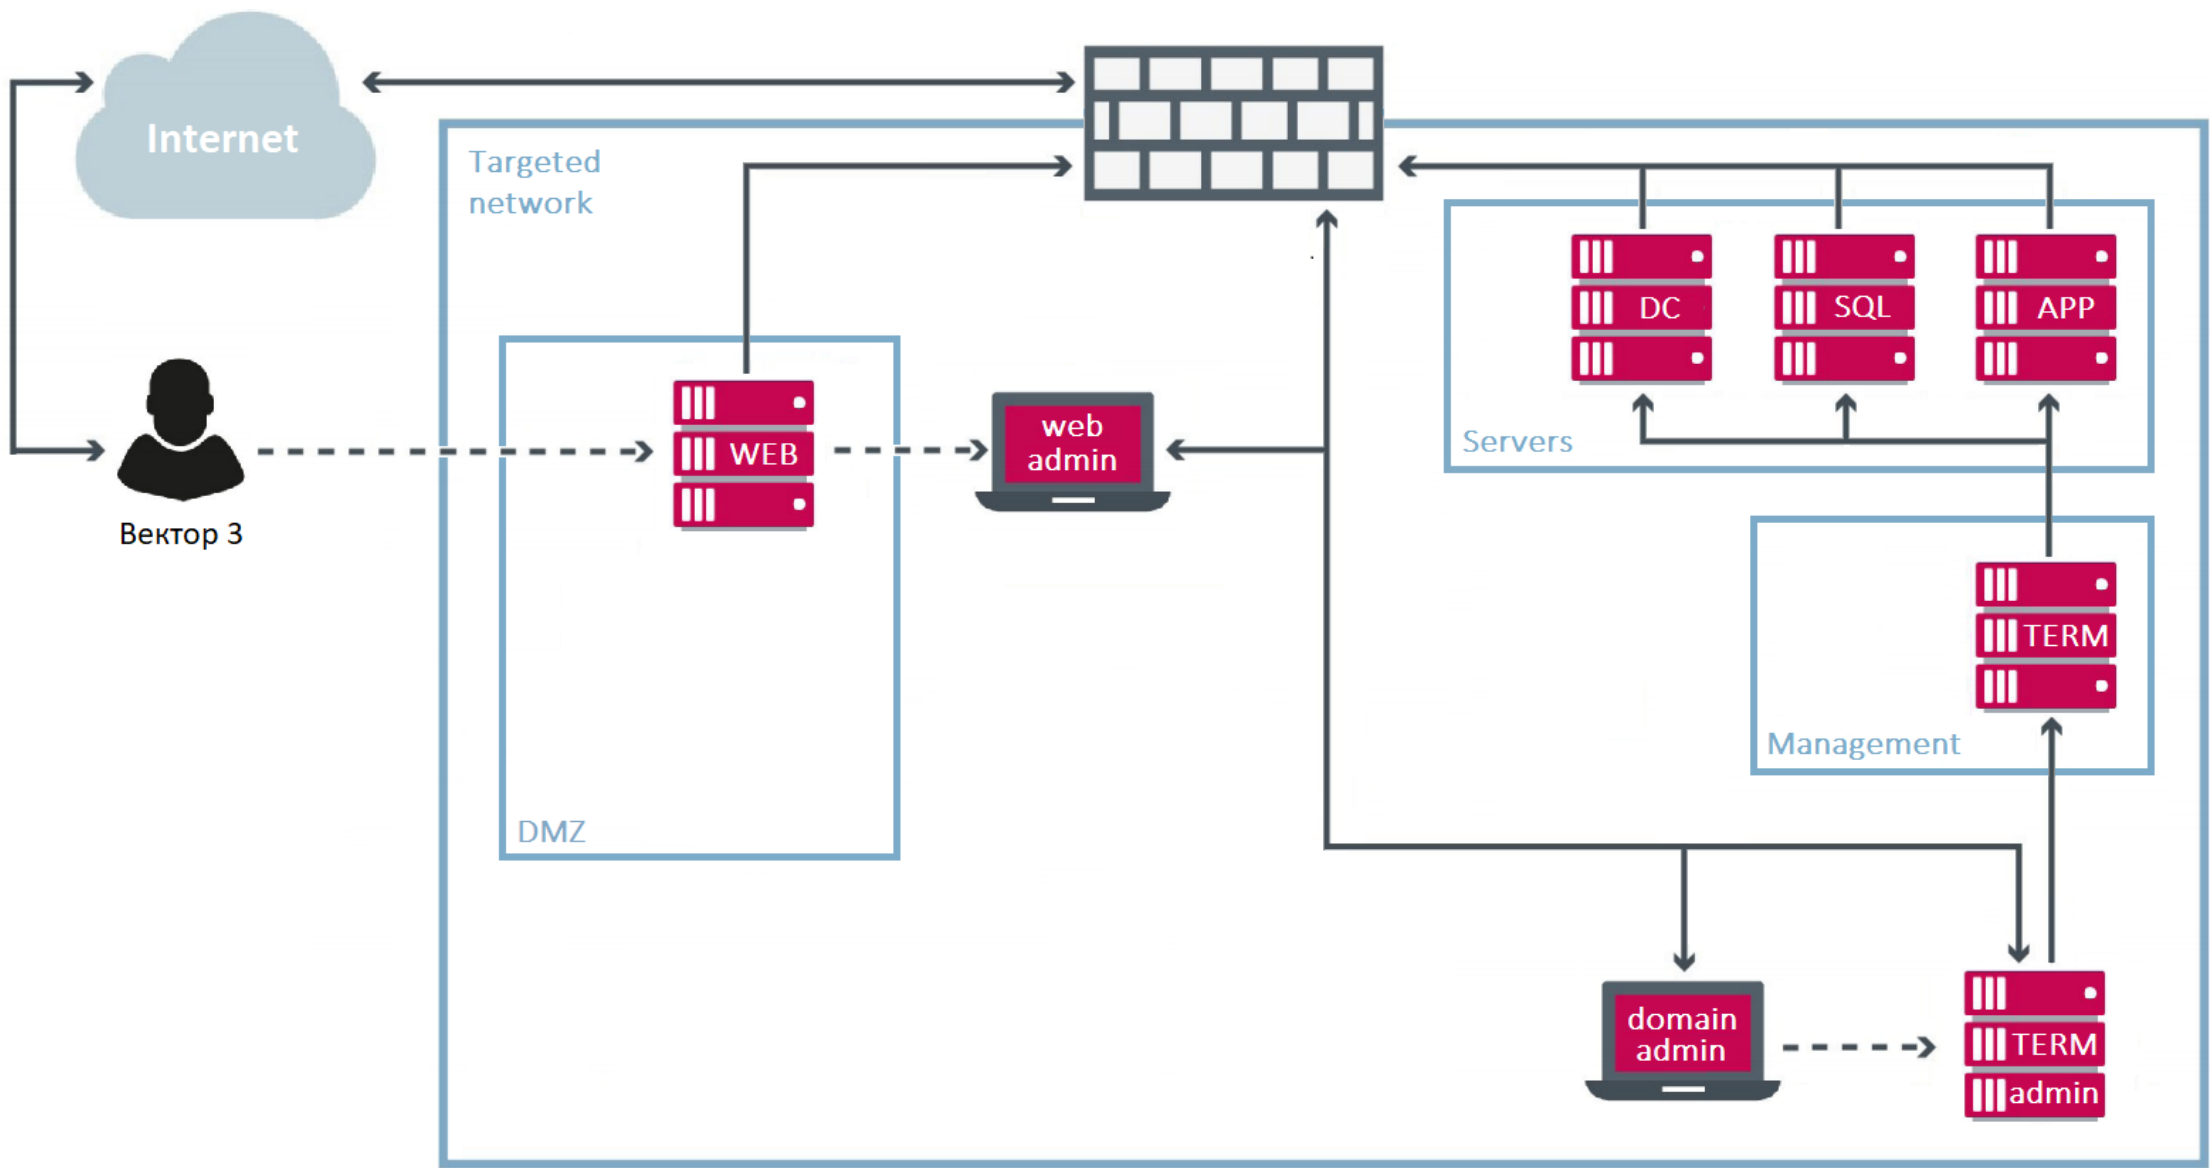 Internet
Targeted
network
DC
SQL
APP
Servers
web
admin
WEB
Вектор 3
TERM
Management
DMZ
domain
admin
TERM
admin